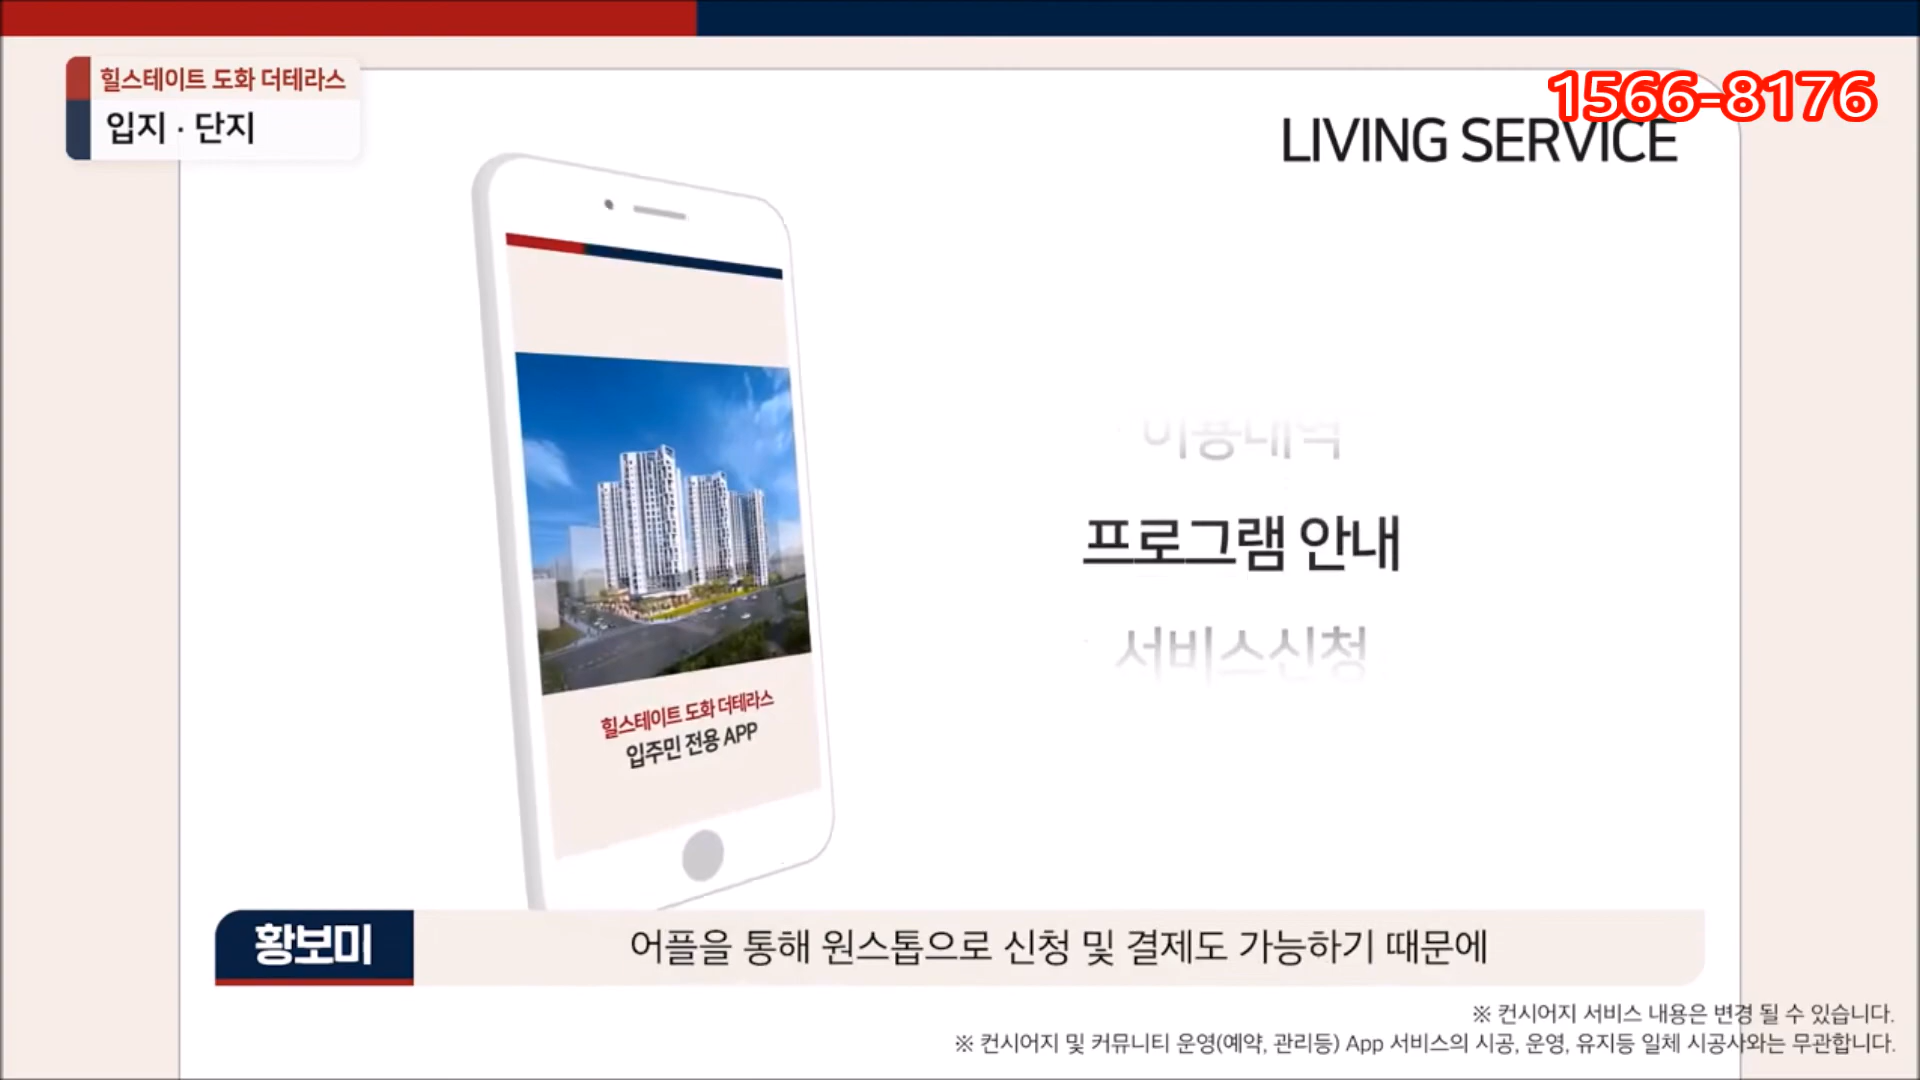 힐스테이트 도화 더테라스
입지 · 단지
1566-8176
LIVING SERVICE
이용내역
프로그램 안내
서비스신청
힐스테이트 도화 더테라스
입주민 전용 APP
황보미
어플을 통해 원스톱으로 신청 및 결제도 가능하기 때문에
※ 컨시어지 서비스 내용은 변경 될 수 있습니다.
※ 컨시어지 및 커뮤니티 운영(예약, 관리등) App 서비스의 시공, 운영, 유지등 일체 시공사와는 무관합니다.